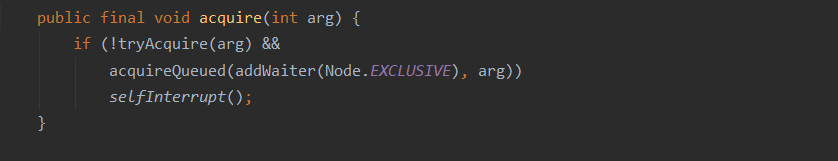 public final void acquire(int arg) {
if (!tryAcquire(arg) &&
acquireQueued(addWaiter(Node.EXCLUSIVE), arg))
selfInterrupt();
}